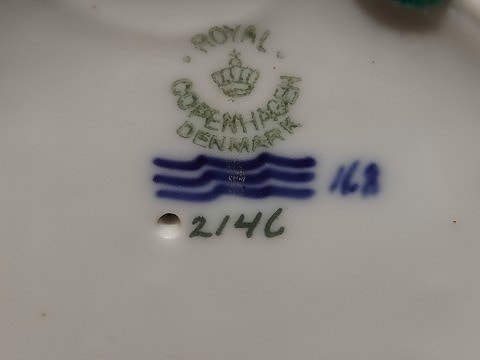 ROYAL
COPENHAGEN
DENMARK
168
2146